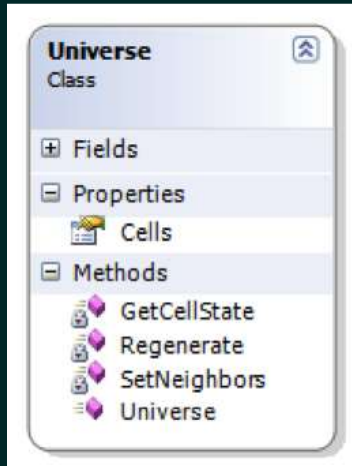 Universe
Class
Fields
Properties
Cells
Methods
GetCellState
Regenerate
SetNeighbors
Universe